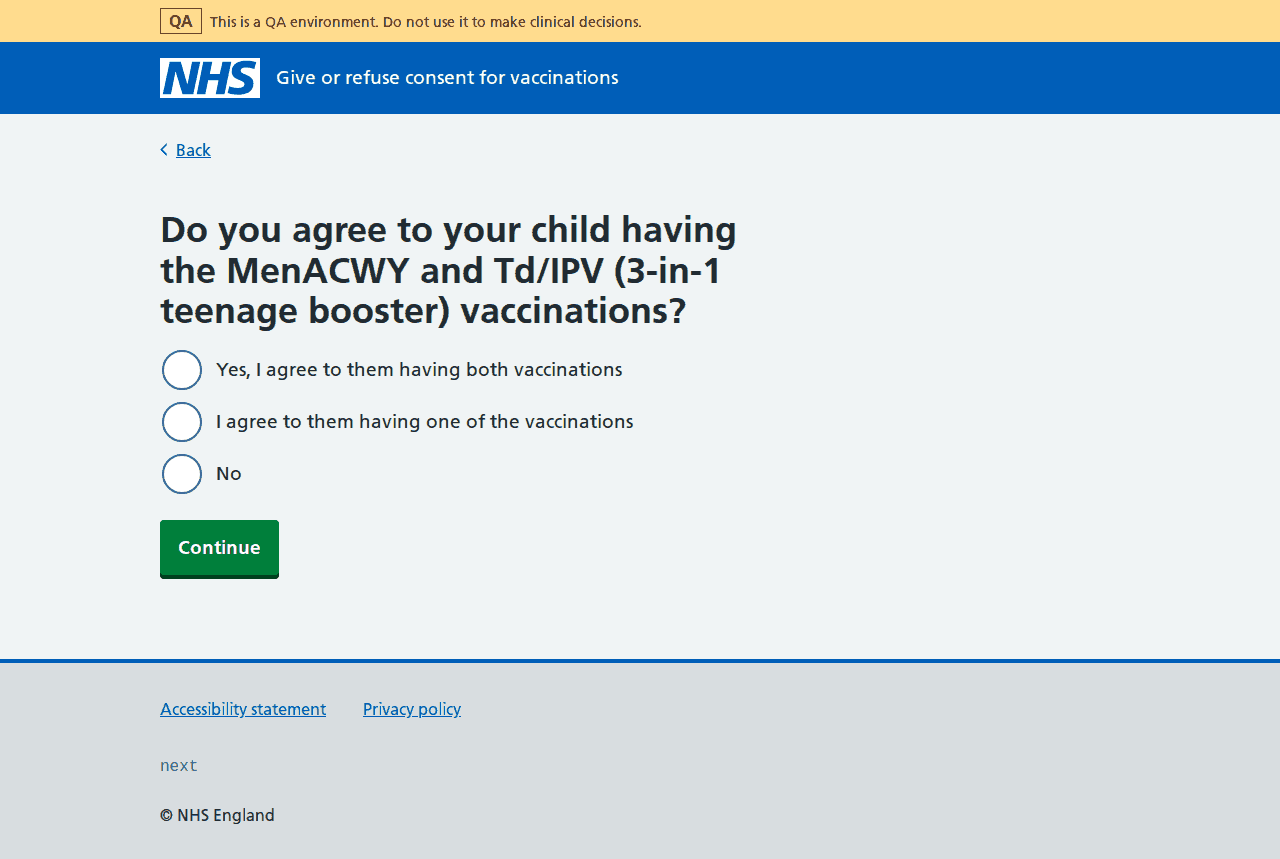 QA This is a QA environment. Do not use it to make clinical decisions.
NHS Give or refuse consent for vaccinations
Back
Do you agree to your child having
the MenACWY and Td/IPV (3-in-1
teenage booster) vaccinations?
Yes, I agree to them having both vaccinations
I agree to them having one of the vaccinations
No
Continue
Accessibility statement Privacy policy
next
© NHS England